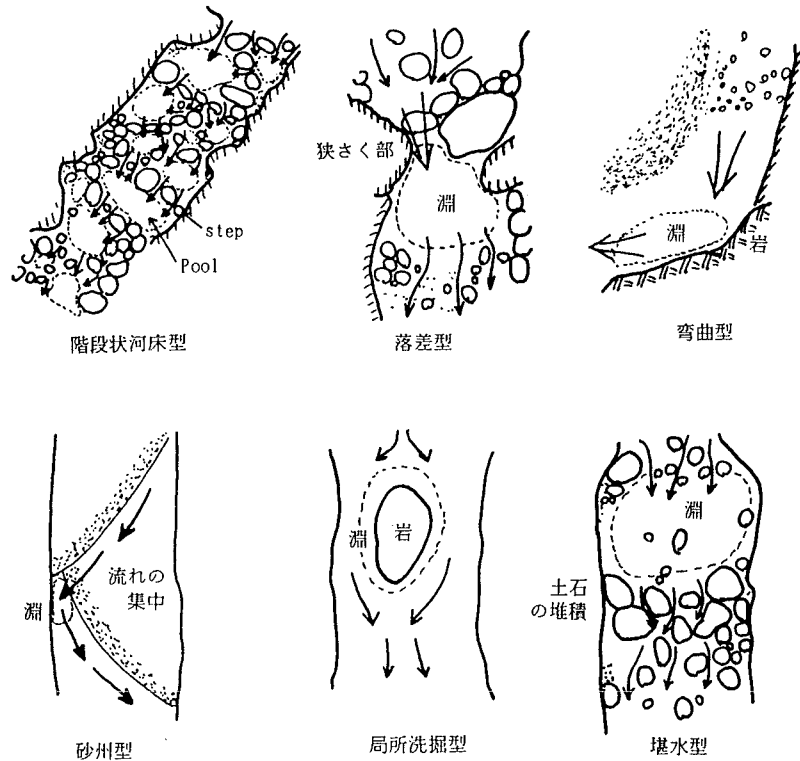 狭さく部
淵
淵
岩
step
Pool
階段状河床型
落差型
弯曲型
流れの
集中
淵
淵
岩
淵
土石
の堆積
砂州型
局所洗掘型
堪水型